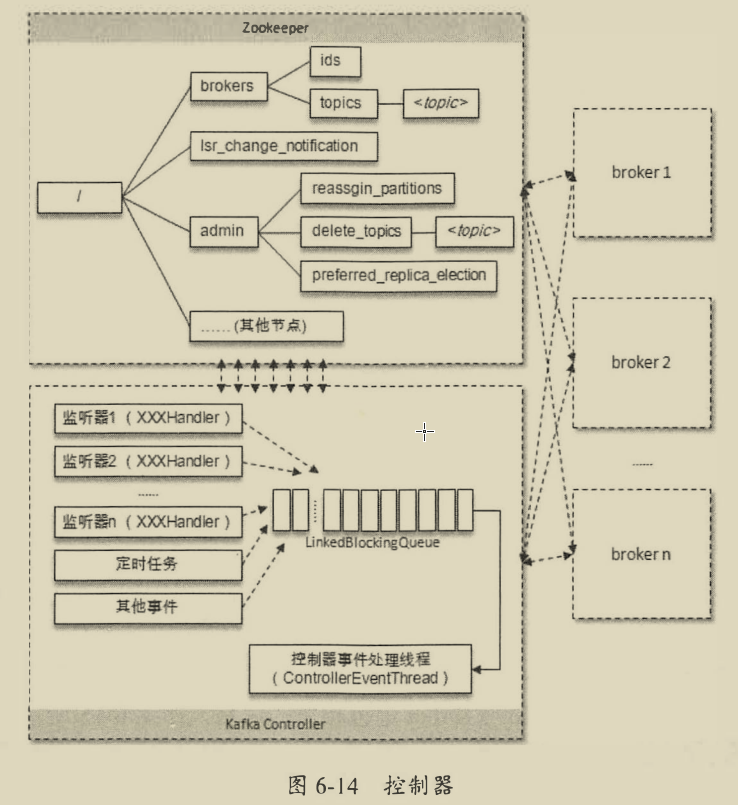 Zookeeper
ids
brokers
topics
<topic>
lsr_change_notification
/
reassgin_partitions
admin
delete_topics
<topic>
preferred_replica_election
...... (其他节点)
broker 1
broker 2
......
broker n
监听器1 （ XXXHandler ）
监听器2 （ XXXHandler ）
......
监听器n（ XXXHandler ）
定时任务
其他事件
LinkedBlockingQueue
控制器事件处理线程
（ ControllerEventThread ）
Kafka Controller
图 6-14 控制器